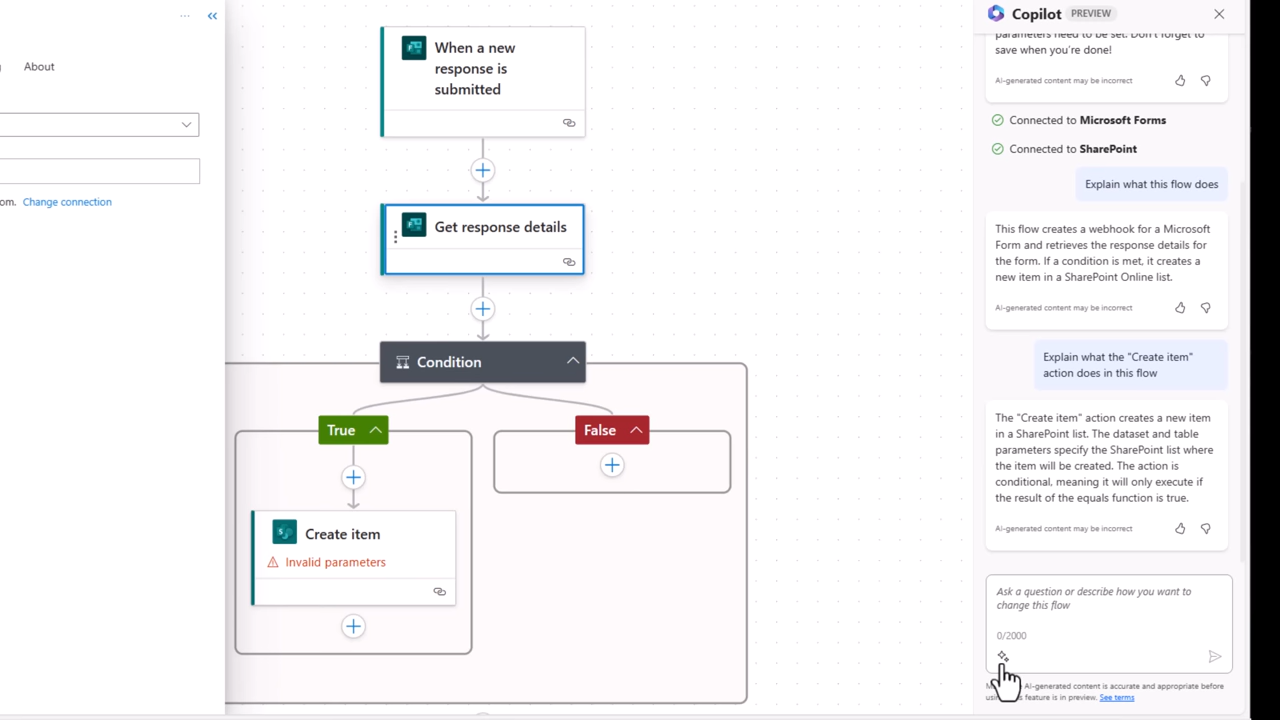 About
om. Change connection
When a new
response is
submitted
Get response details
Condition
True
False
Create item
Invalid parameters
Copilot PREVIEW
parameters need to be set. Don't forget to
save when you're done!
AI-generated content may be incorrect
Connected to Microsoft Forms
Connected to SharePoint
Explain what this flow does
This flow creates a webhook for a Microsoft
Form and retrieves the response details for
the form. If a condition is met, it creates a
new item in a SharePoint Online list.
AI-generated content may be incorrect
Explain what the "Create item"
action does in this flow
The "Create item" action creates a new item
in a SharePoint list. The dataset and table
parameters specify the SharePoint list where
the item will be created. The action is
conditional, meaning it will only execute if
the result of the equals function is true.
AI-generated content may be incorrect
Ask a question or describe how you want to
change this flow
0/2000
AI-generated content is accurate and appropriate before
feature is in preview. See terms